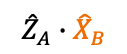 Ẑ_A · X̂_B